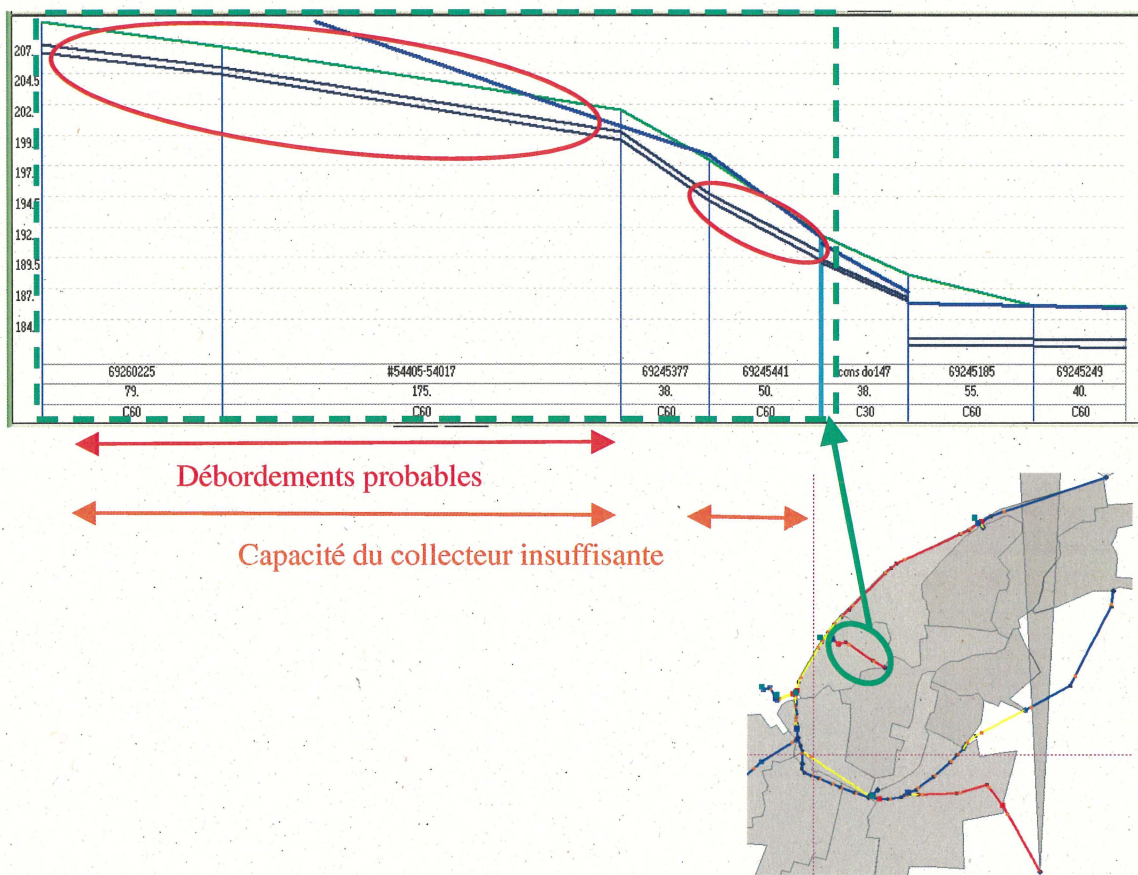 207.
204.5
202.
199.
197.
194.
192.
189.5
187.
184.
69260225 #54405-54017 69245377 69245441 cons do147 69245185 69245249
79. 175. 38. 50. 38. 55. 40.
C60 C60 C60 C60 C30 C60 C60
Débordements probables
Capacité du collecteur insuffisante